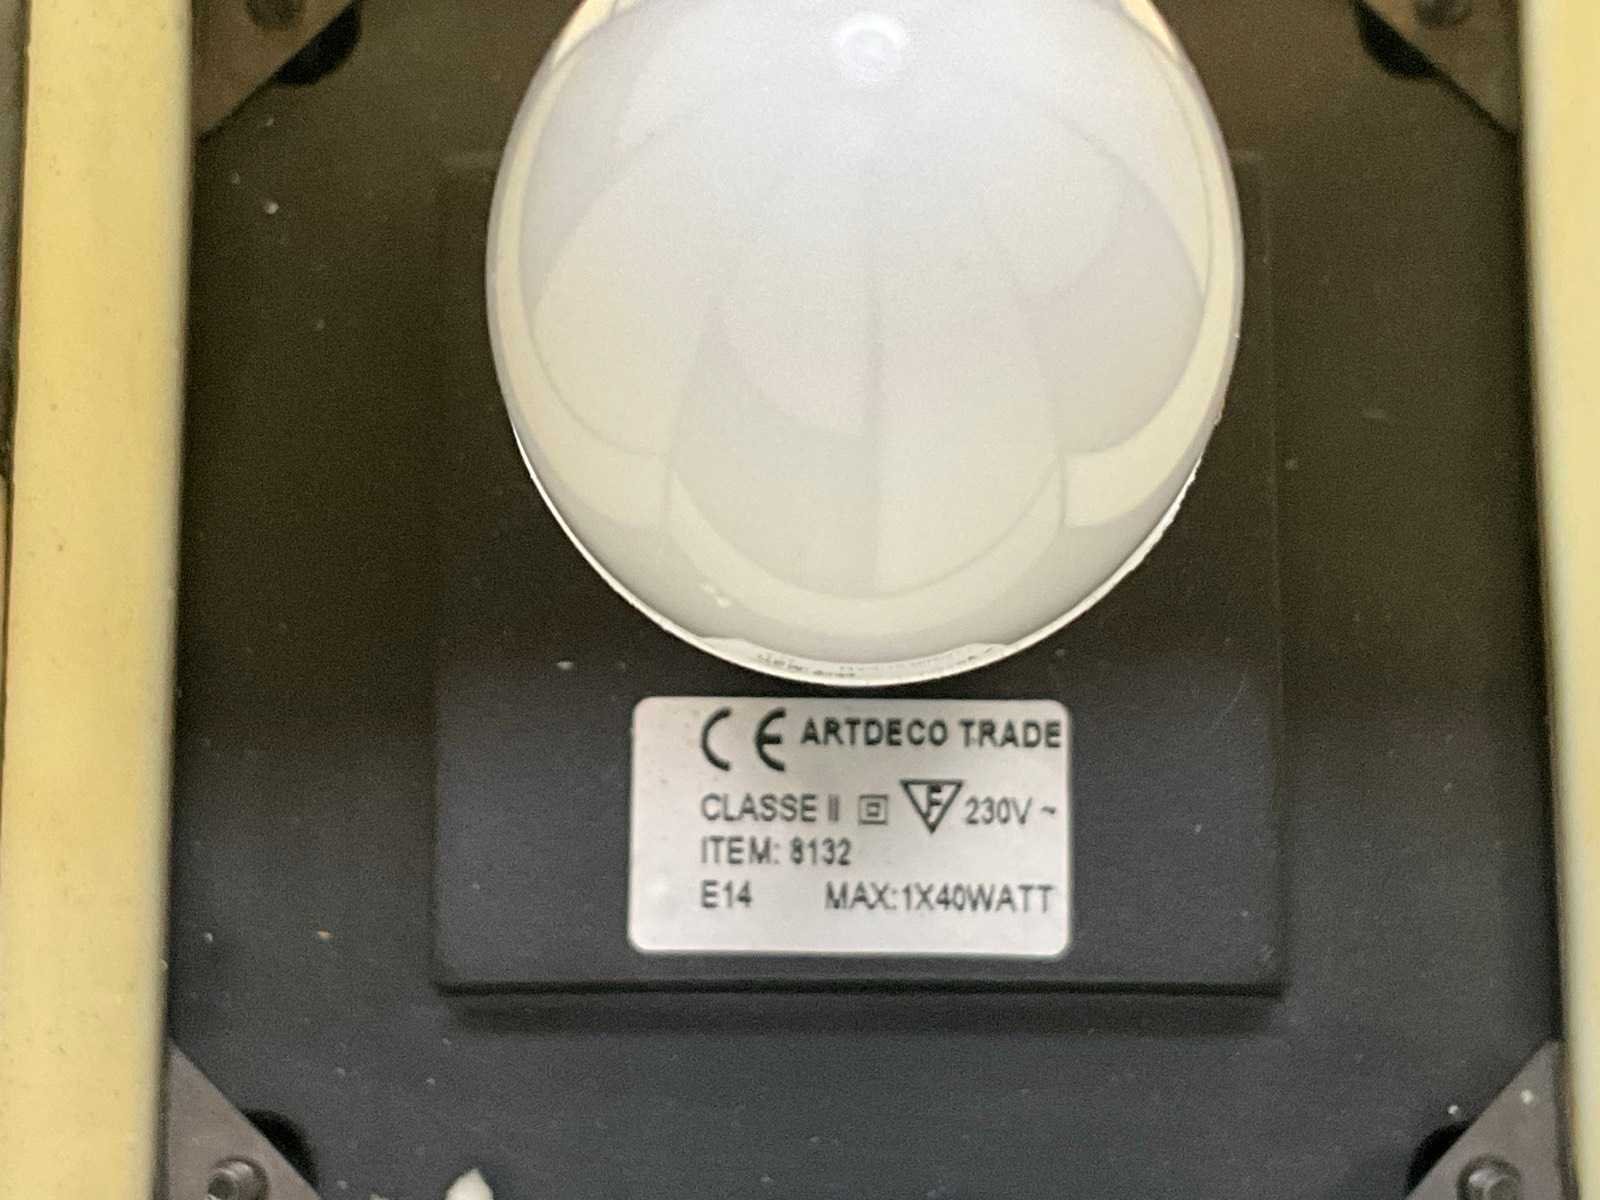 CE ARTDECO TRADE
CLASSE II F 230V ~
ITEM: 8132
E14 MAX:1X40WATT